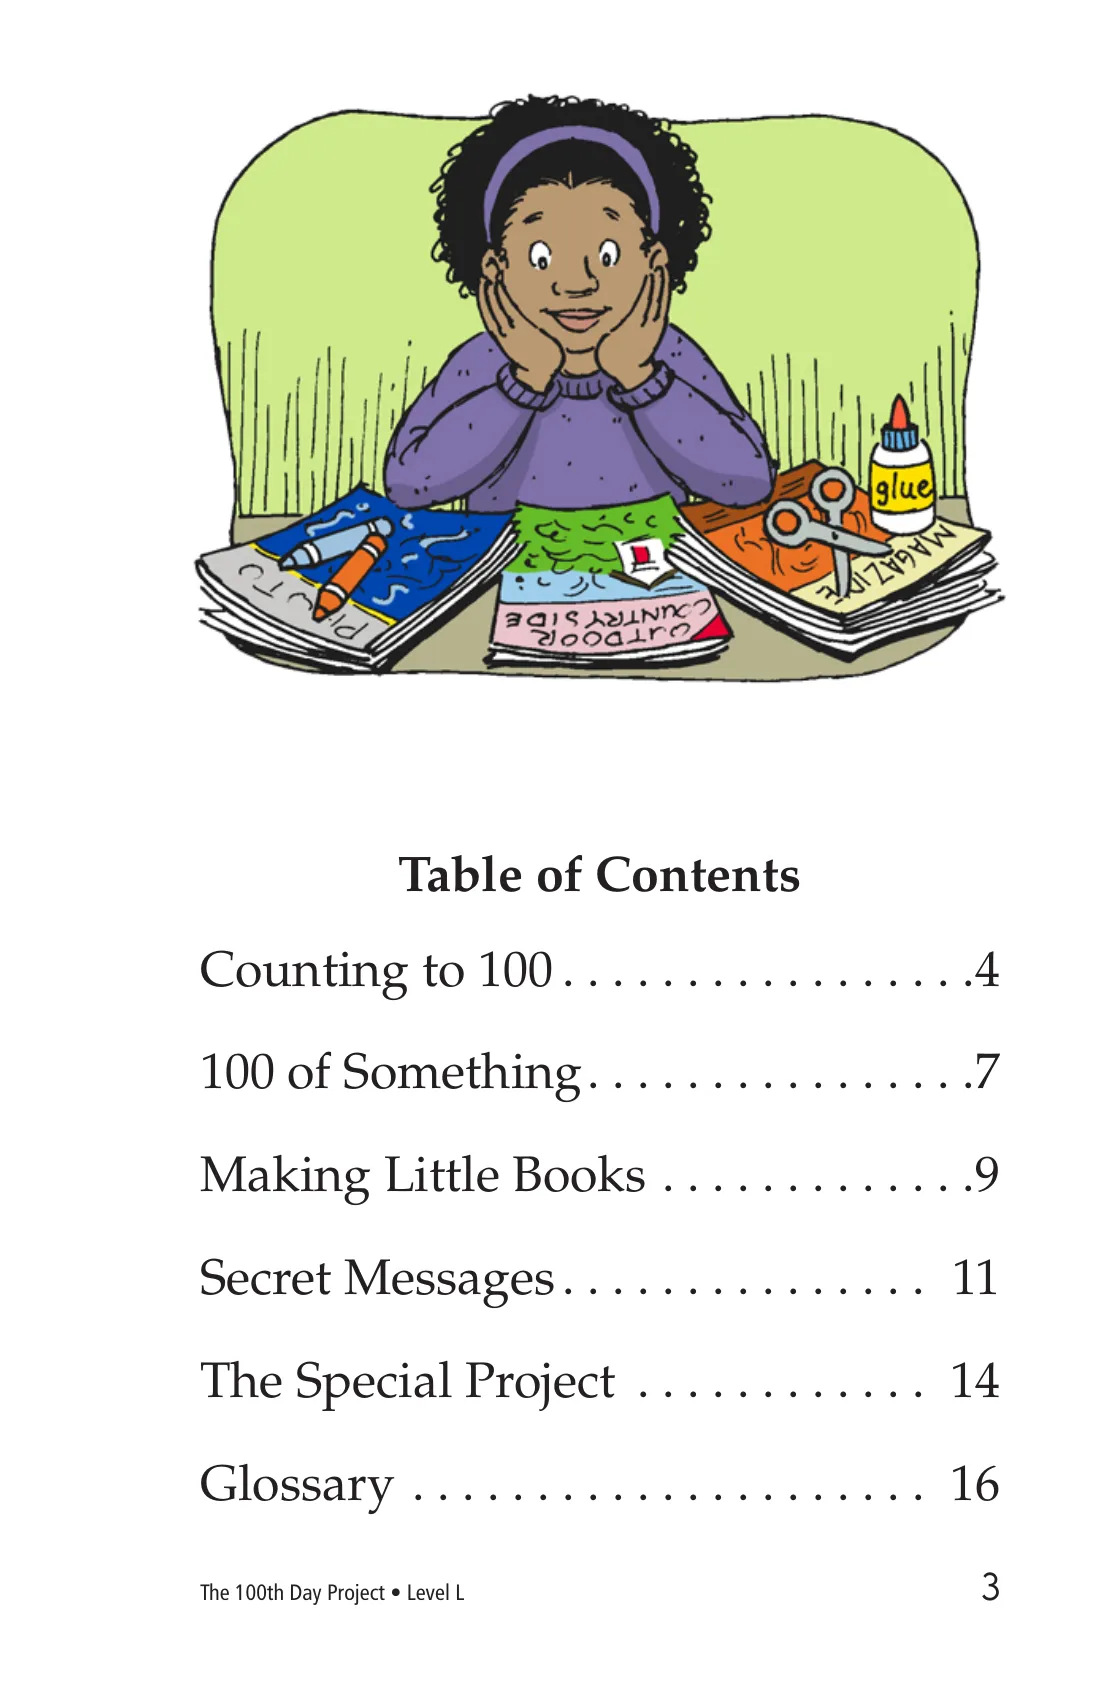 glue
MAGAZINE
OUTDOOR
COUNTRYSIDE
Table of Contents
Counting to 100 . . . . . . . . . . . . . . . . .4
100 of Something. . . . . . . . . . . . . . . .7
Making Little Books . . . . . . . . . . . . .9
Secret Messages . . . . . . . . . . . . . . . 11
The Special Project . . . . . . . . . . . . 14
Glossary . . . . . . . . . . . . . . . . . . . . . 16
The 100th Day Project • Level L
3